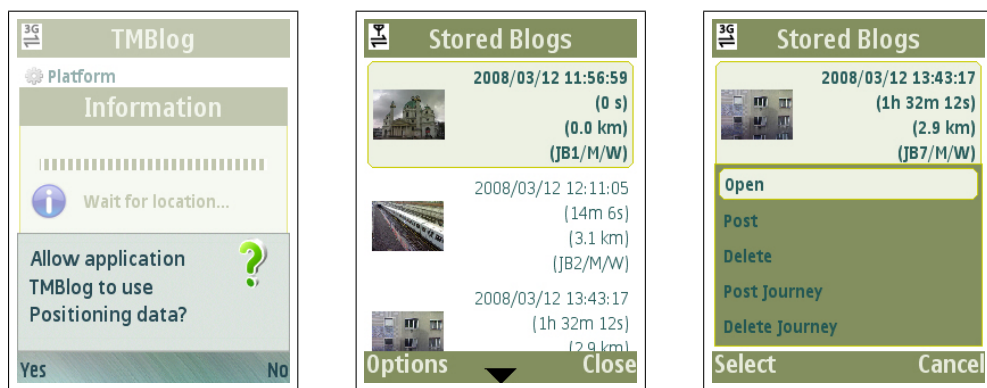 3G
TMBlog
Platform
Information
Wait for location...
Allow application
TMBlog to use
Positioning data?
Yes No
Stored Blogs
2008/03/12 11:56:59
(0 s)
(0.0 km)
(JB1/M/W)
2008/03/12 12:11:05
(14m 6s)
(3.1 km)
(JB2/M/W)
2008/03/12 13:43:17
(1h 32m 12s)
(2.9 km)
Options Close
3G
Stored Blogs
2008/03/12 13:43:17
(1h 32m 12s)
(2.9 km)
(JB7/M/W)
Open
Post
Delete
Post Journey
Delete Journey
Select Cancel